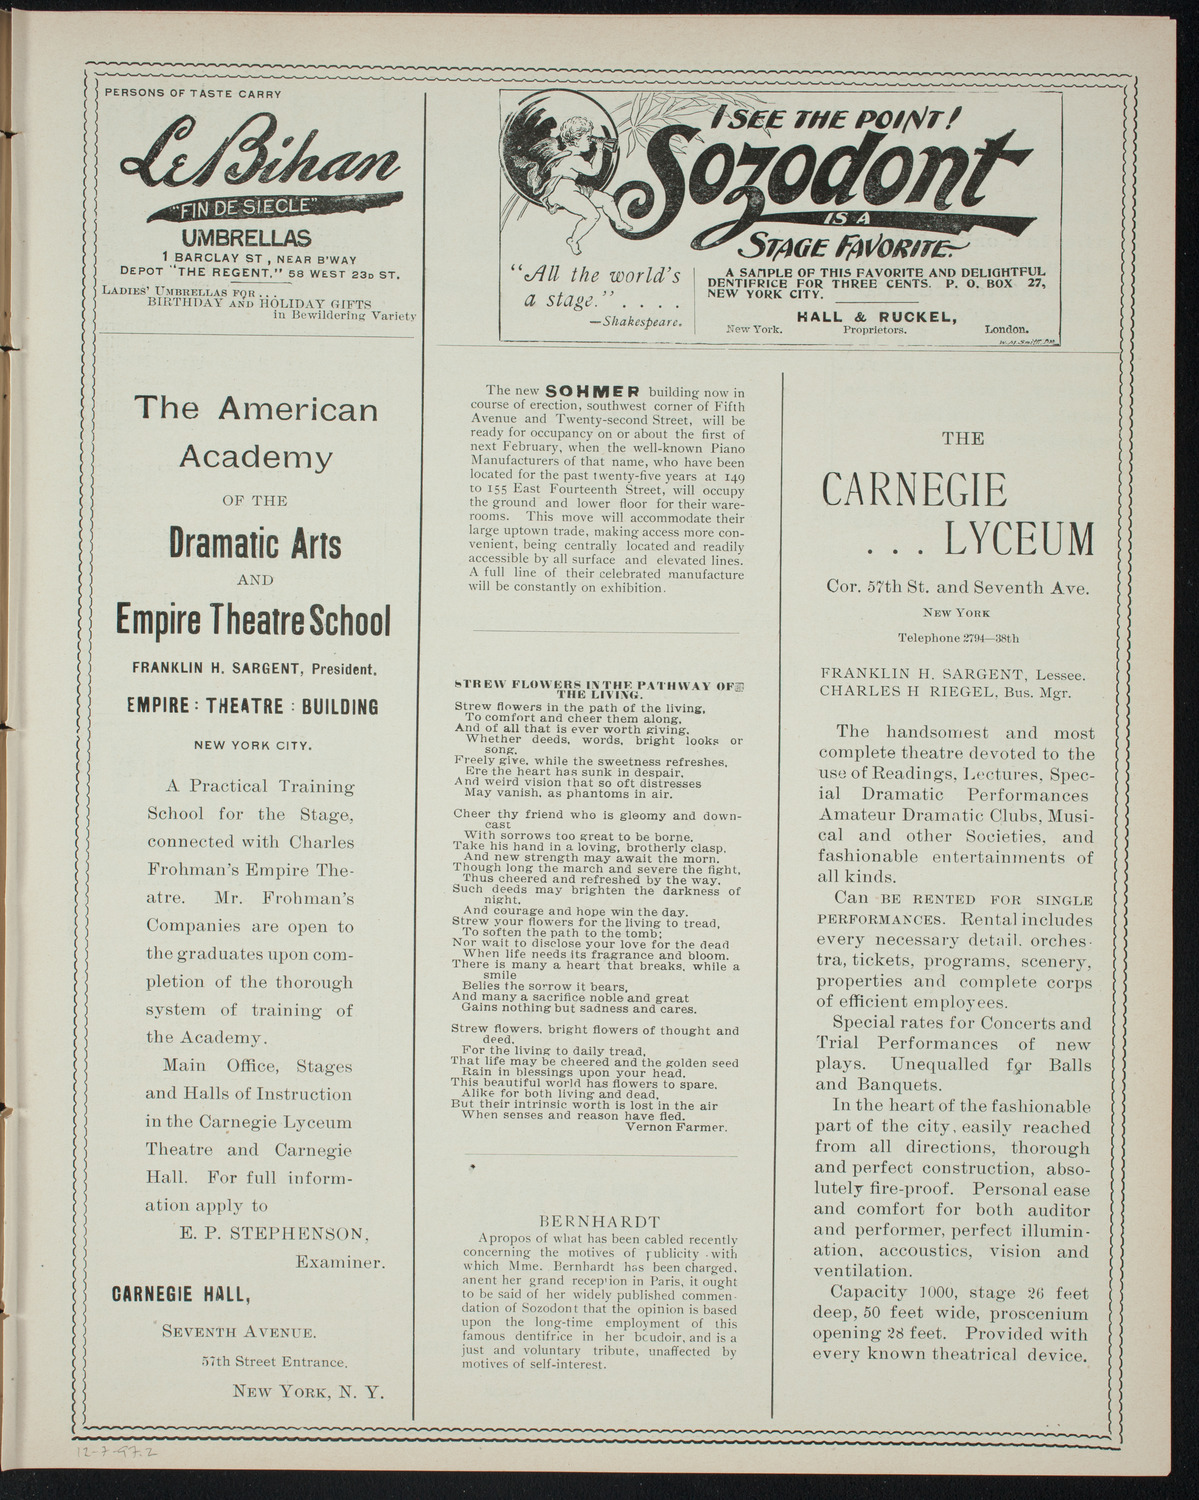 PERSONS OF TASTE CARRY
Le Bihan
"FIN DE SIECLE"
UMBRELLAS
1 BARCLAY ST, NEAR B'WAY
DEPOT "THE REGENT." 58 WEST 23D ST.
LADIES' UMBRELLAS FOR...
BIRTHDAY AND HOLIDAY GIFTS
in Bewildering Variety
I SEE THE POINT!
Sozodont
IS A
STAGE FAVORITE.
"All the world's
a stage." . . . .
—Shakespeare.
A SAMPLE OF THIS FAVORITE AND DELIGHTFUL
DENTIFRICE FOR THREE CENTS. P. O. BOX 27,
NEW YORK CITY.
HALL & RUCKEL,
New York. Proprietors. London.
The American
Academy
OF THE
Dramatic Arts
AND
Empire Theatre School
FRANKLIN H. SARGENT, President.
EMPIRE : THEATRE : BUILDING
NEW YORK CITY.
A Practical Training
School for the Stage,
connected with Charles
Frohman's Empire The-
atre. Mr. Frohman's
Companies are open to
the graduates upon com-
pletion of the thorough
system of training of
the Academy.
Main Office, Stages
and Halls of Instruction
in the Carnegie Lyceum
Theatre and Carnegie
Hall. For full inform-
ation apply to
E. P. STEPHENSON,
Examiner.
CARNEGIE HALL,
SEVENTH AVENUE.
57th Street Entrance.
NEW YORK, N. Y.
The new SOHMER building now in
course of erection, southwest corner of Fifth
Avenue and Twenty-second Street, will be
ready for occupancy on or about the first of
next February, when the well-known Piano
Manufacturers of that name, who have been
located for the past twenty-five years at 149
to 155 East Fourteenth Street, will occupy
the ground and lower floor for their ware-
rooms. This move will accommodate their
large uptown trade, making access more con-
venient, being centrally located and readily
accessible by all surface and elevated lines.
A full line of their celebrated manufacture
will be constantly on exhibition.
STREW FLOWERS IN THE PATHWAY OF
THE LIVING.
Strew flowers in the path of the living,
To comfort and cheer them along,
And of all that is ever worth giving,
Whether deeds, words, bright looks or
song,
Freely give, while the sweetness refreshes,
Ere the heart has sunk in despair,
And weird vision that so oft distresses
May vanish, as phantoms in air.
Cheer thy friend who is gloomy and down-
cast
With sorrows too great to be borne,
Take his hand in a loving, brotherly clasp,
And new strength may await the morn.
Though long the march and severe the fight,
Thus cheered and refreshed by the way,
Such deeds may brighten the darkness of
night,
And courage and hope win the day.
Strew your flowers for the living to tread,
To soften the path to the tomb;
Nor wait to disclose your love for the dead
When life needs its fragrance and bloom.
There is many a heart that breaks, while a
smile
Belies the sorrow it bears,
And many a sacrifice noble and great
Gains nothing but sadness and cares.
Strew flowers, bright flowers of thought and
deed,
For the living to daily tread,
That life may be cheered and the golden seed
Rain in blessings upon your head.
This beautiful world has flowers to spare,
Alike for both living and dead,
But their intrinsic worth is lost in the air
When senses and reason have fled.
Vernon Farmer.
BERNHARDT
Apropos of what has been cabled recently
concerning the motives of publicity with
which Mme. Bernhardt has been charged,
anent her grand reception in Paris, it ought
to be said of her widely published commen-
dation of Sozodont that the opinion is based
upon the long-time employment of this
famous dentifrice in her boudoir, and is a
just and voluntary tribute, unaffected by
motives of self-interest.
THE
CARNEGIE
... LYCEUM
Cor. 57th St. and Seventh Ave.
NEW YORK
Telephone 2794—38th
FRANKLIN H. SARGENT, Lessee.
CHARLES H RIEGEL, Bus. Mgr.
The handsomest and most
complete theatre devoted to the
use of Readings, Lectures, Spec-
ial Dramatic Performances
Amateur Dramatic Clubs, Musi-
cal and other Societies, and
fashionable entertainments of
all kinds.
Can BE RENTED FOR SINGLE
PERFORMANCES. Rental includes
every necessary detail, orches-
tra, tickets, programs, scenery,
properties and complete corps
of efficient employees.
Special rates for Concerts and
Trial Performances of new
plays. Unequalled for Balls
and Banquets.
In the heart of the fashionable
part of the city, easily reached
from all directions, thorough
and perfect construction, abso-
lutely fire-proof. Personal ease
and comfort for both auditor
and performer, perfect illumin-
ation, accoustics, vision and
ventilation.
Capacity 1000, stage 26 feet
deep, 50 feet wide, proscenium
opening 28 feet. Provided with
every known theatrical device.
12-7-97.2